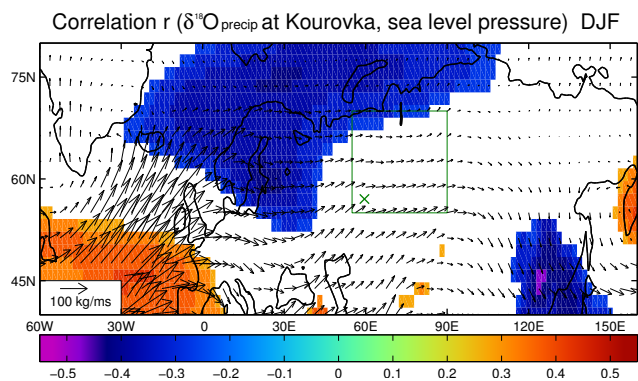 Correlation r (δ¹⁸Oprecip at Kourovka, sea level pressure) DJF
75N
60N
45N
100 kg/ms
60W 30W 0 30E 60E 90E 120E 150E
−0.5 −0.4 −0.3 −0.2 −0.1 0 0.1 0.2 0.3 0.4 0.5